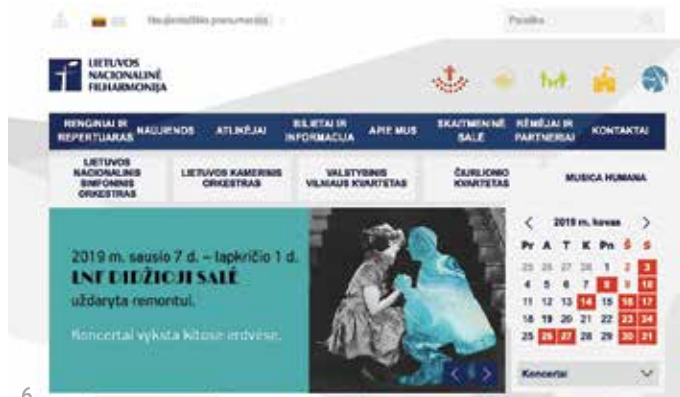 Naujienlaiškio prenumerata
Paieška
LIETUVOS
NACIONALINĖ
FILHARMONIJA
RENGINIAI IR
REPERTUARAS
NAUJIENOS
ATLIKĖJAI
BILIETAI IR
INFORMACIJA
APIE MUS
SKAITMENINĖ
SALĖ
RĖMĖJAI IR
PARTNERIAI
KONTAKTAI
LIETUVOS
NACIONALINIS
SIMFONINIS
ORKESTRAS
LIETUVOS KAMERINIS
ORKESTRAS
VALSTYBINIS
VILNIAUS KVARTETAS
ČIURLIONIO
KVARTETAS
MUSICA HUMANA
2019 m. sausio 7 d. – lapkričio 1 d.
LNF DIDŽIOJI SALĖ
uždaryta remontui.
Koncertai vyksta kitose erdvėse.
2019 m. kovas
Pr A T K Pn Š S
25 26 27 28 1 2 3
4 5 6 7 8 9 10
11 12 13 14 15 16 17
18 19 20 21 22 23 24
25 26 27 28 29 30 31
Koncertai
6